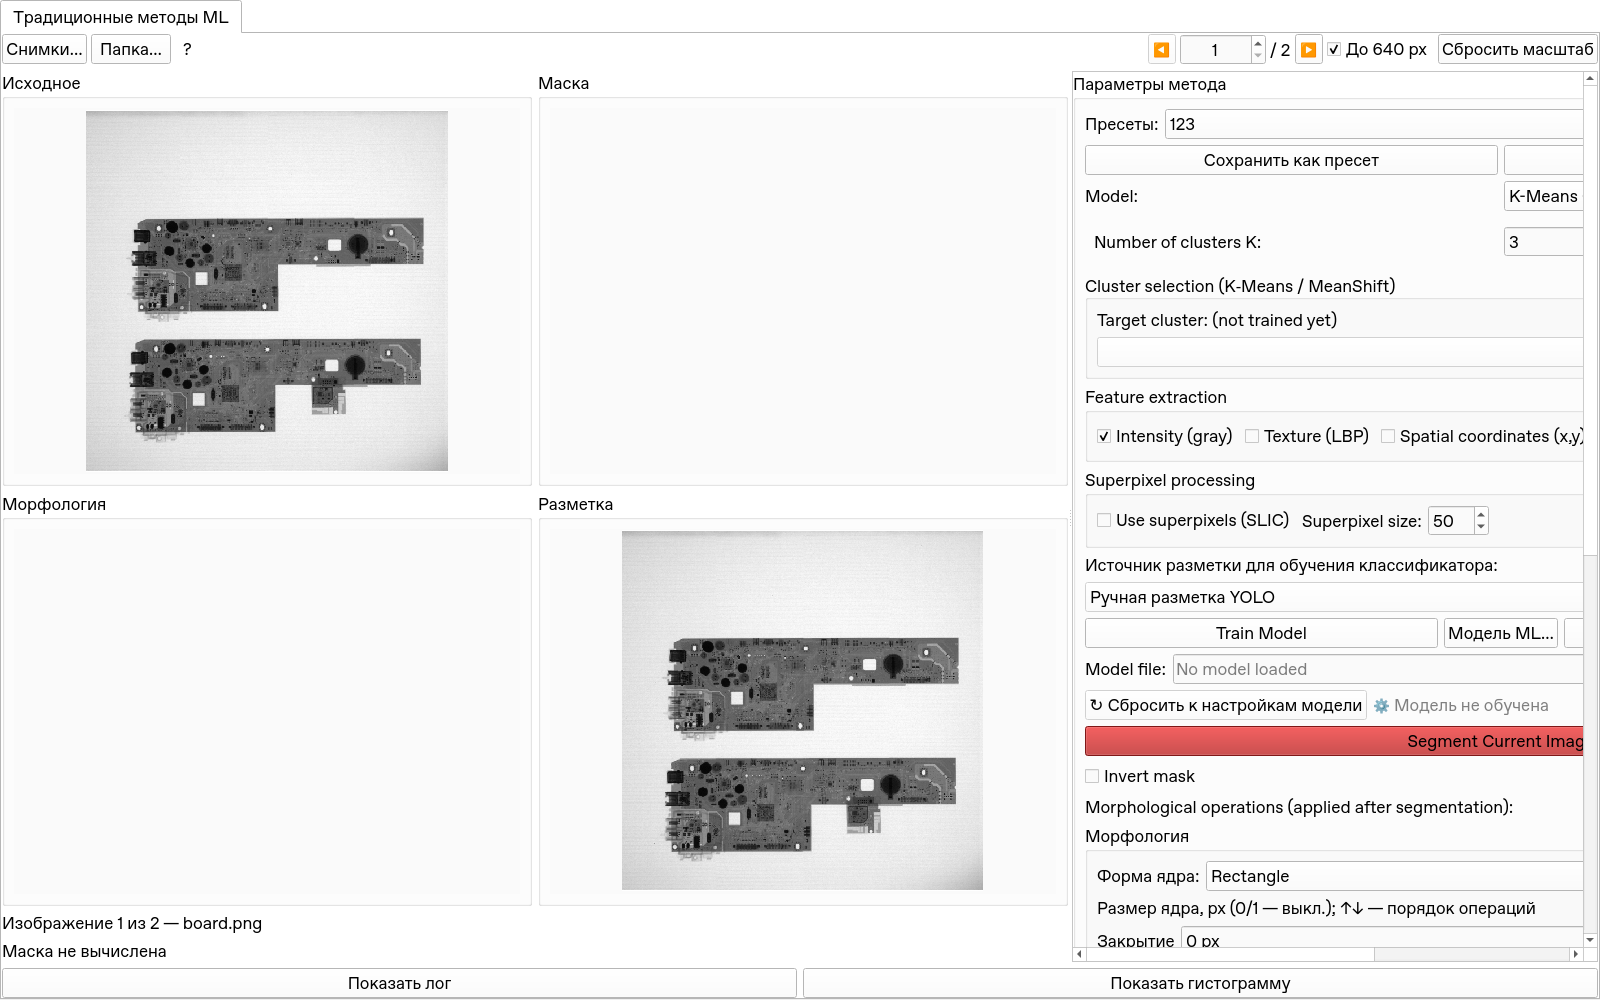 Традиционные методы ML
Снимки... Папка... ? 1 / 2 До 640 px Сбросить масштаб
Исходное
Маска
Морфология
Разметка
Изображение 1 из 2 — board.png
Маска не вычислена
Параметры метода
Пресеты: 123
Сохранить как пресет
Model: K-Means
Number of clusters K: 3
Cluster selection (K-Means / MeanShift)
Target cluster: (not trained yet)
Feature extraction
Intensity (gray) Texture (LBP) Spatial coordinates (x,y)
Superpixel processing
Use superpixels (SLIC) Superpixel size: 50
Источник разметки для обучения классификатора:
Ручная разметка YOLO
Train Model Модель ML...
Model file: No model loaded
↻ Сбросить к настройкам модели Модель не обучена
Segment Current Imag
Invert mask
Morphological operations (applied after segmentation):
Морфология
Форма ядра: Rectangle
Размер ядра, px (0/1 — выкл.); ↑↓ — порядок операций
Закрытие 0 px
Показать лог Показать гистограмму